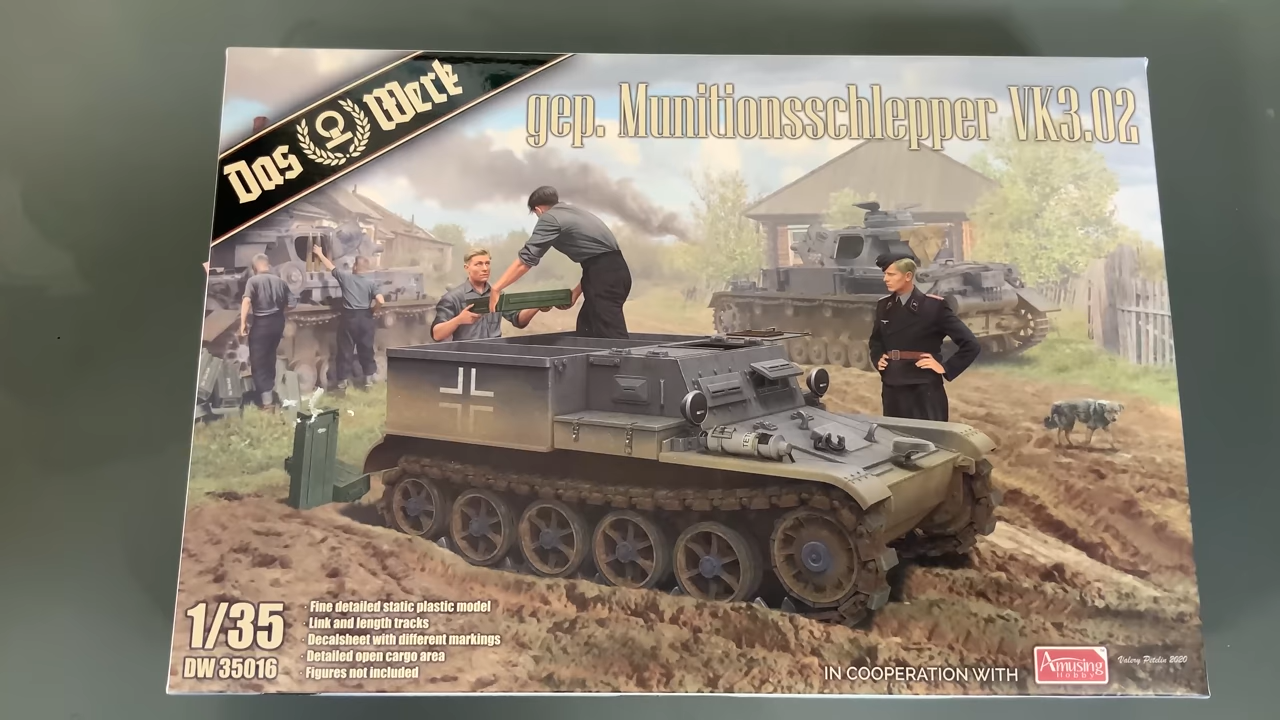 Das Werk
gep. Munitionsschlepper VK3.02
TETRA
1/35
DW 35016
· Fine detailed static plastic model
· Link and length tracks
· Decalsheet with different markings
· Detailed open cargo area
· Figures not included
IN COOPERATION WITH
Amusing
Hobby
Valery Petelin 2020